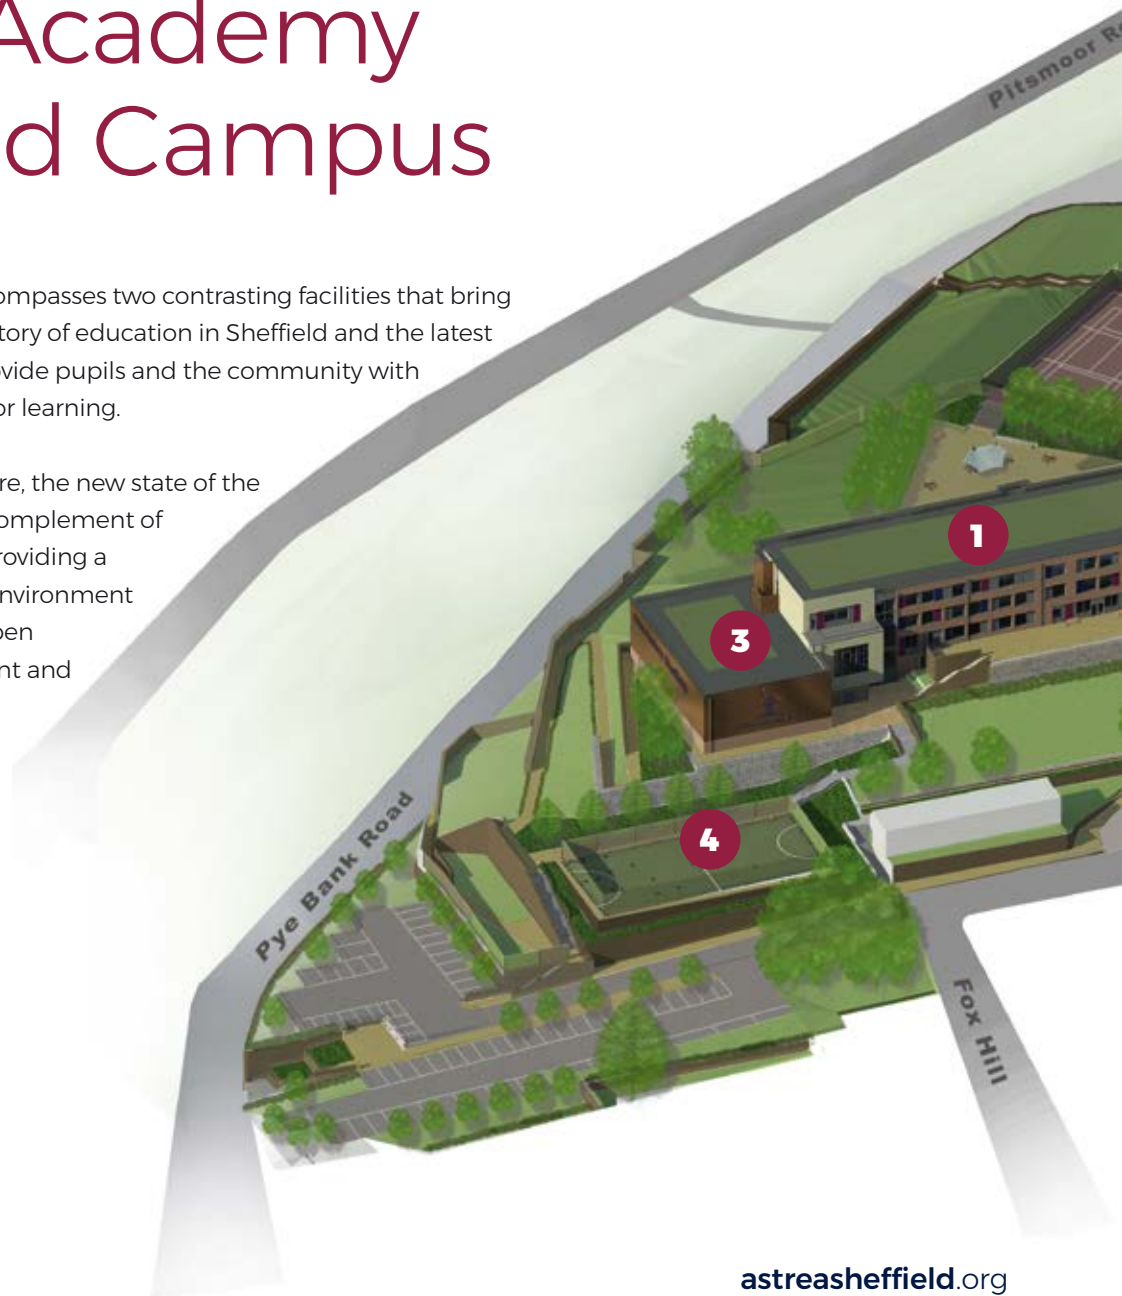 Academy
d Campus
Pitsmoor R
ompasses two contrasting facilities that bring
tory of education in Sheffield and the latest
ovide pupils and the community with
or learning.
re, the new state of the
omplement of
roviding a
nvironment
pen
nt and
1
3
4
Pye Bank Road
Fox Hill
astreasheffield.org